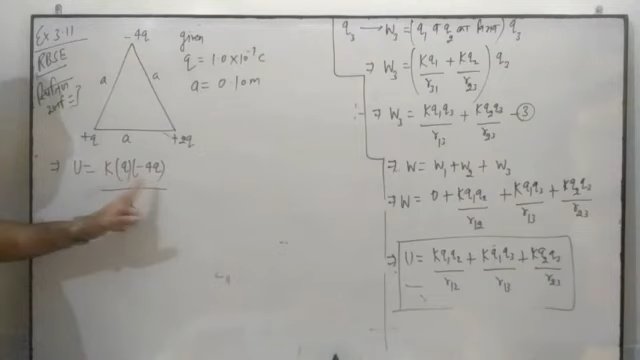 Ex 3.11
RBSE
-4q
a
a
+q
a
+2q
given
q = 1.0×10⁻⁷ C
a = 0.10m
⇒ U = K(q)(-4q)
q₃ → W₃ = (q₁ व q₂ का विभव) q₃
⇒ W₃ = (Kq₁/r₃₁ + Kq₂/r₂₃) q₃
⇒ W₃ = Kq₁q₃/r₁₃ + Kq₂q₃/r₂₃ -③
⇒ W = W₁ + W₂ + W₃
⇒ W = 0 + Kq₁q₂/r₁₂ + Kq₁q₃/r₁₃ + Kq₂q₃/r₂₃
⇒ U = Kq₁q₂/r₁₂ + Kq₁q₃/r₁₃ + Kq₂q₃/r₂₃